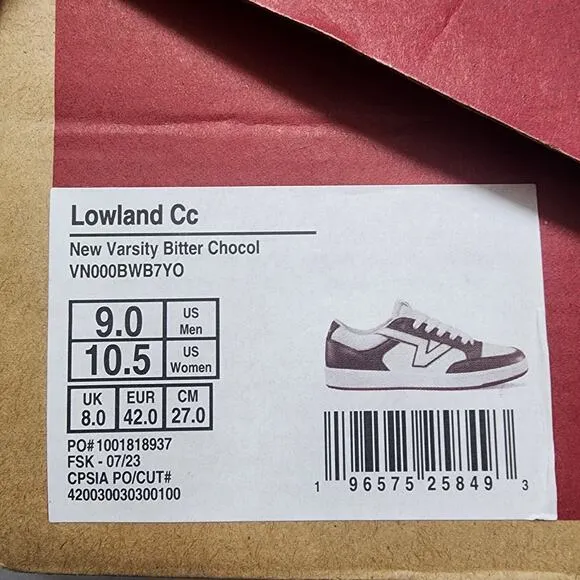 Lowland Cc
New Varsity Bitter Chocol
VN000BWB7YO
9.0 US Men
10.5 US Women
UK EUR CM
8.0 42.0 27.0
PO#1001818937
FSK - 07/23
CPSIA PO/CUT#
420030030300100
1 96575 25849 3